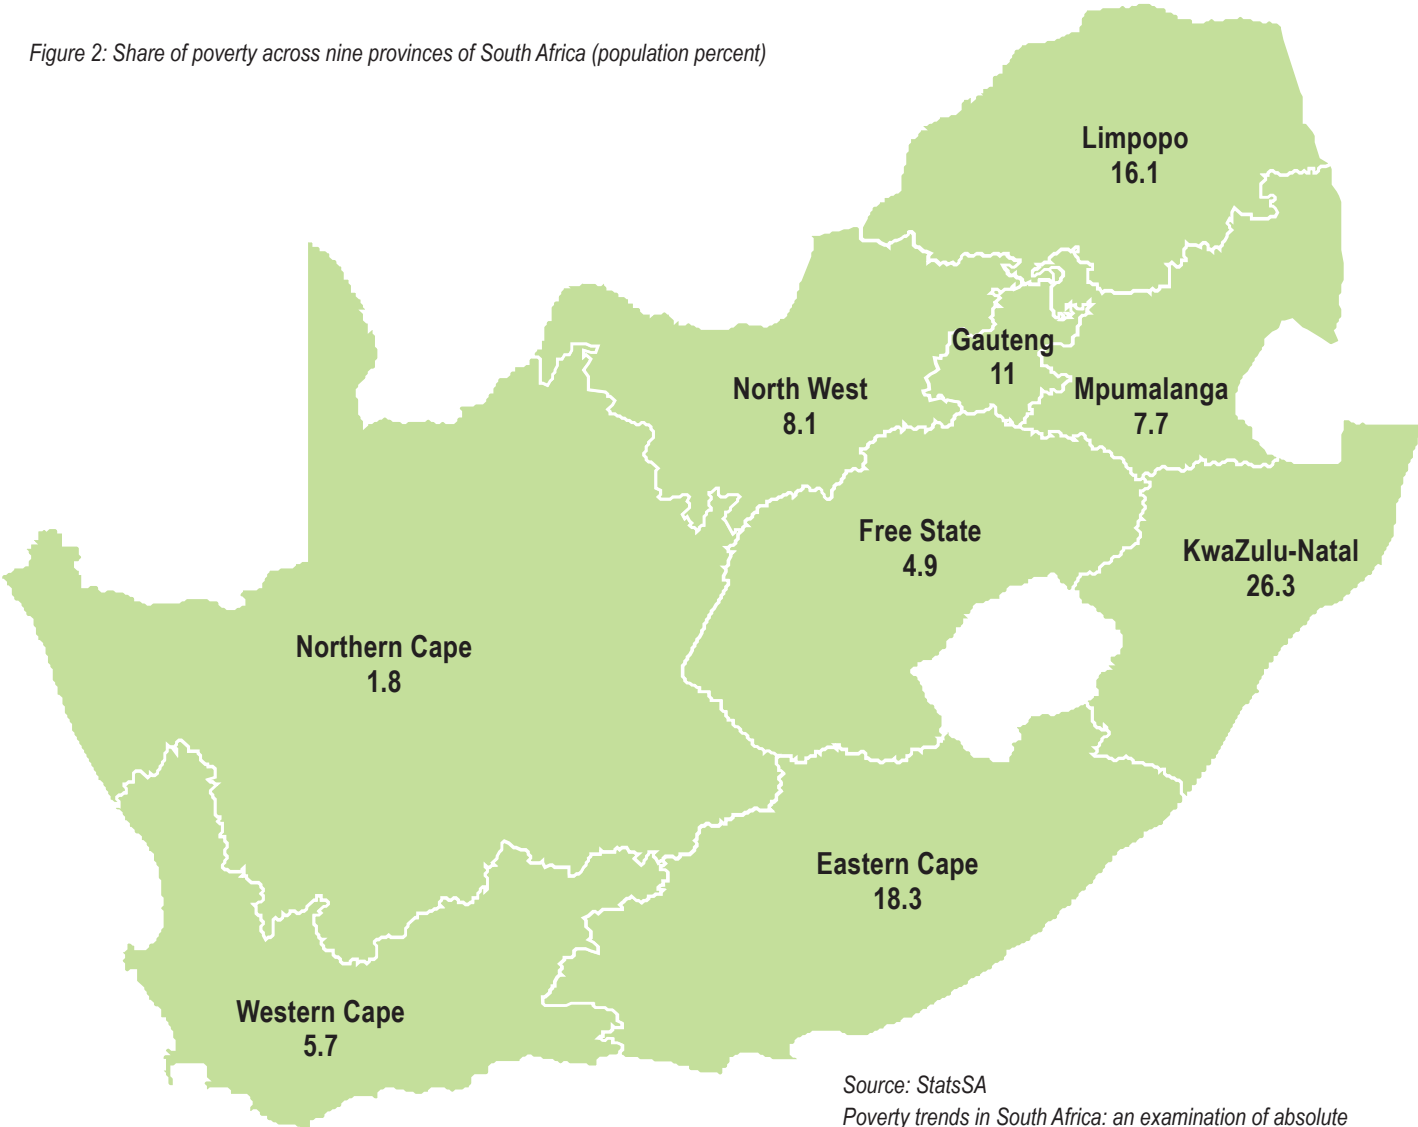 Figure 2: Share of poverty across nine provinces of South Africa (population percent)
Limpopo
16.1
Gauteng
11
North West
8.1
Mpumalanga
7.7
Free State
4.9
KwaZulu-Natal
26.3
Northern Cape
1.8
Eastern Cape
18.3
Western Cape
5.7
Source: StatsSA
Poverty trends in South Africa: an examination of absolute